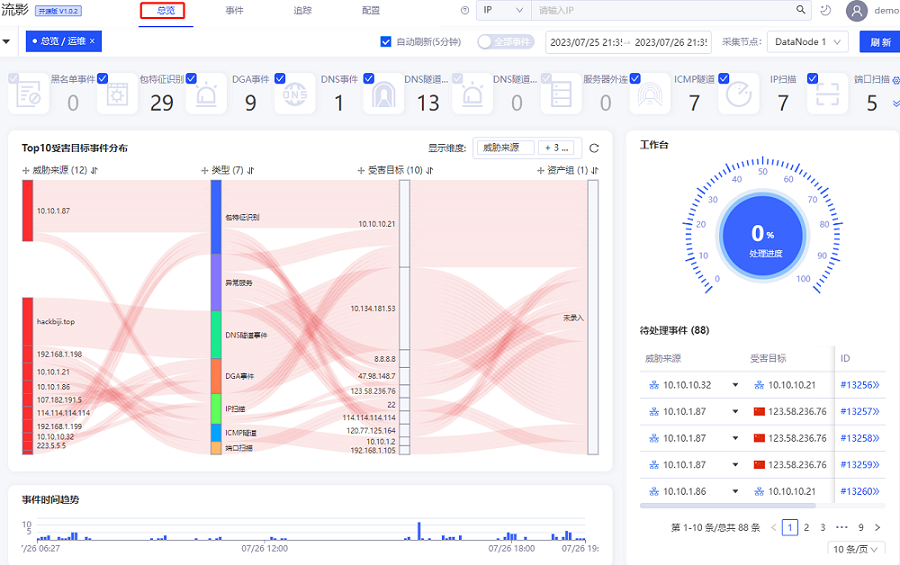 流影 开源版 V1.0.2 总览 事件 追踪 配置 IP 请输入IP demo
总览 / 运维 × 自动刷新(5分钟) 全部事件 2023/07/25 21:35 2023/07/26 21:35 采集节点: DataNode 1 刷 新
黑名单事件 包特征识别 DGA事件 DNS事件 DNS隧道... DNS隧道... 服务器外连 ICMP隧道 IP扫描 端口扫描
0 29 9 1 13 0 0 7 7 5
Top10受害目标事件分布 显示维度: 威胁来源 + 3 ...
威胁来源 (12) 类型 (7) 受害目标 (10) 资产组 (1)
10.10.1.87
hackbiji.top
192.168.1.198
10.10.1.21
10.10.1.86
107.182.191.5
114.114.114.114
192.168.1.199
10.10.10.32
223.5.5.5
包特征识别
异常服务
DNS隧道事件
DGA事件
IP扫描
ICMP隧道
端口扫描
10.10.10.21
10.134.181.53
8.8.8.8
47.98.148.7
123.58.236.76
22
114.114.114.114
120.77.125.164
10.10.1.2
192.168.1.105
未录入
工作台
0 10 20 30 40 50 60 70 80 90 100
0 %
处理进度
待处理事件 (88)
威胁来源 受害目标 ID
10.10.10.32 10.10.10.21 #13256
10.10.1.87 123.58.236.76 #13257
10.10.1.87 123.58.236.76 #13258
10.10.1.87 123.58.236.76 #13259
10.10.1.86 10.10.10.21 #13260
第 1-10 条/总共 88 条 1 2 3 ··· 9
10 条/页
事件时间趋势
10
5
'/26 06:27 07/26 12:00 07/26 18:00 07/26 19: